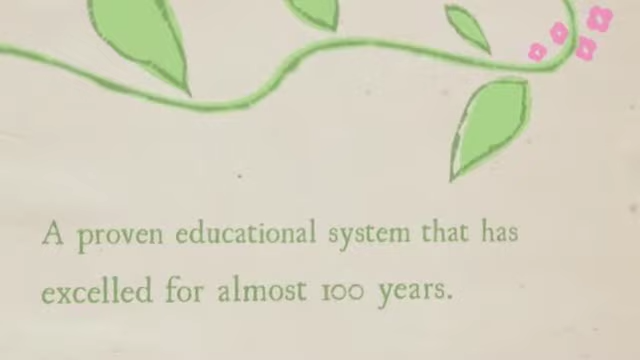 A proven educational system that has
excelled for almost 100 years.